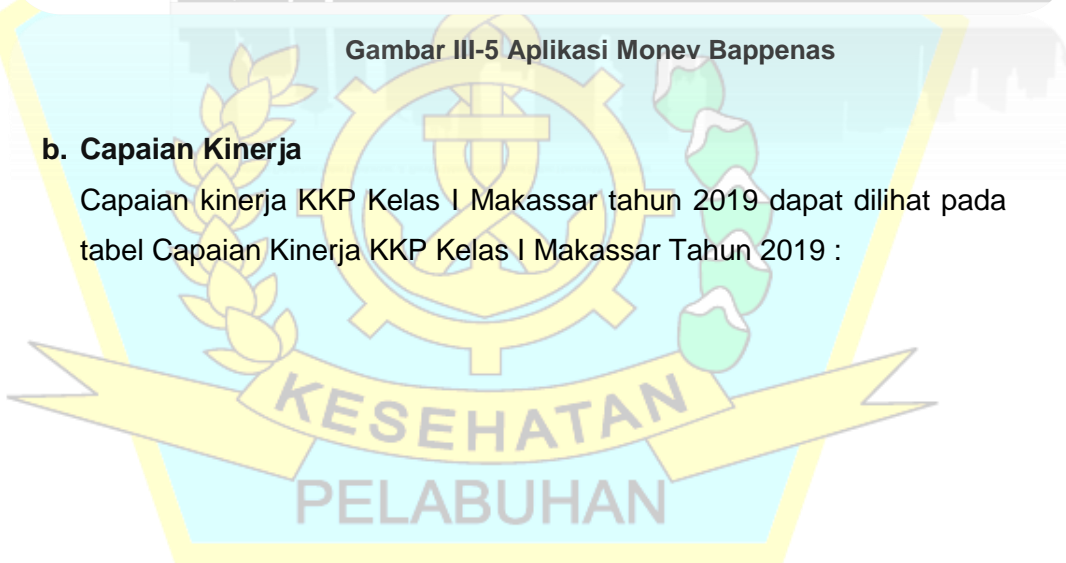 Gambar III-5 Aplikasi Monev Bappenas
b. Capaian Kinerja
Capaian kinerja KKP Kelas I Makassar tahun 2019 dapat dilihat pada
tabel Capaian Kinerja KKP Kelas I Makassar Tahun 2019 :
KESEHATAN
PELABUHAN